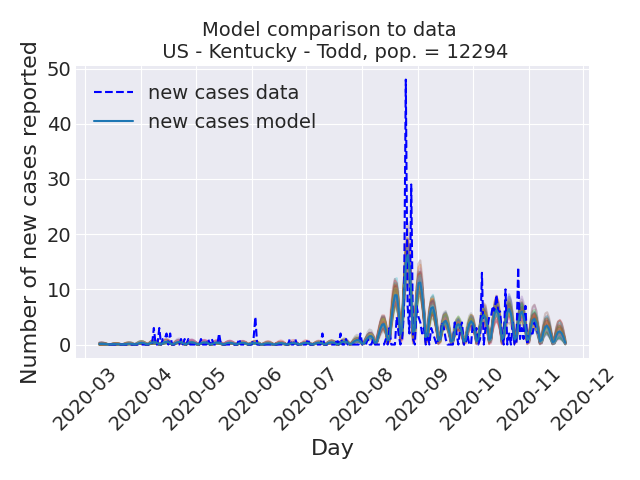 Model comparison to data
US - Kentucky - Todd, pop. = 12294
Number of new cases reported
50
40
30
20
10
0
new cases data
new cases model
2020-03
2020-04
2020-05
2020-06
2020-07
2020-08
2020-09
2020-10
2020-11
2020-12
Day